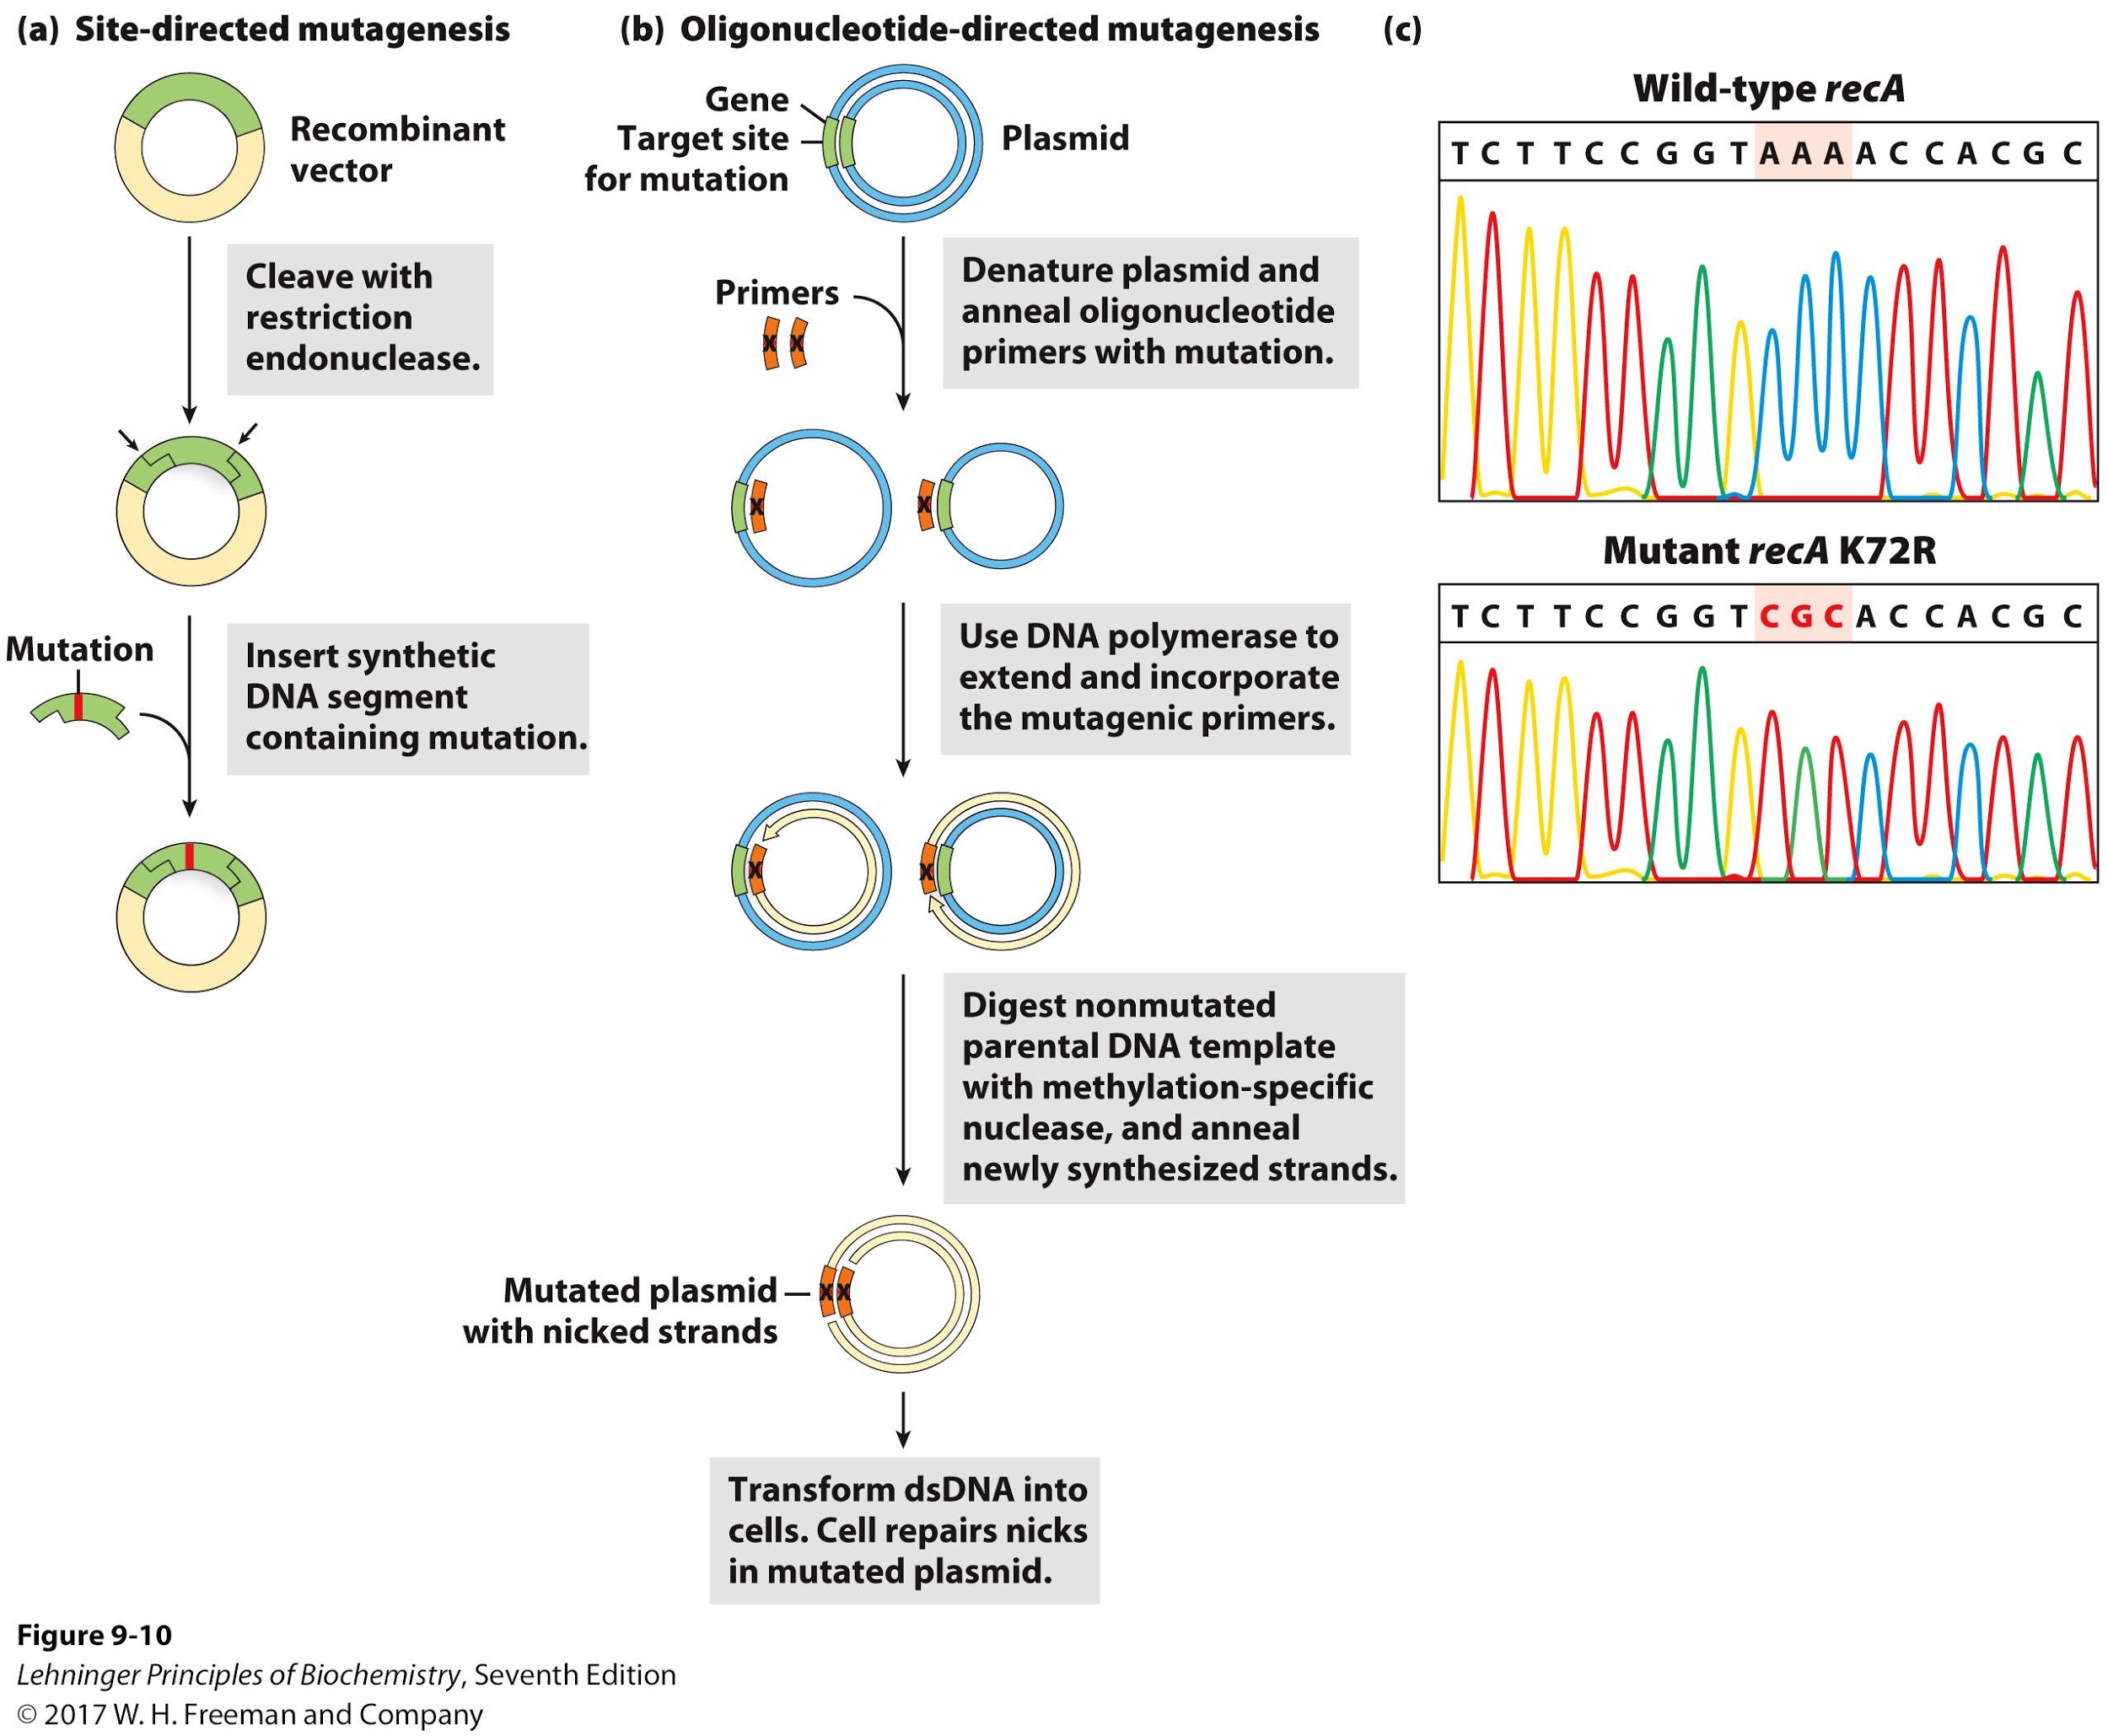 (a) Site-directed mutagenesis
Recombinant
vector
Cleave with
restriction
endonuclease.
Mutation
Insert synthetic
DNA segment
containing mutation.
(b) Oligonucleotide-directed mutagenesis
Gene
Target site
for mutation
Plasmid
Primers
X X
Denature plasmid and
anneal oligonucleotide
primers with mutation.
X X
Use DNA polymerase to
extend and incorporate
the mutagenic primers.
X X
Digest nonmutated
parental DNA template
with methylation-specific
nuclease, and anneal
newly synthesized strands.
Mutated plasmid
with nicked strands
X X
Transform dsDNA into
cells. Cell repairs nicks
in mutated plasmid.
(c)
Wild-type recA
T C T T C C G G T A A A A C C A C G C
Mutant recA K72R
T C T T C C G G T C G C A C C A C G C
Figure 9-10
Lehninger Principles of Biochemistry, Seventh Edition
© 2017 W. H. Freeman and Company